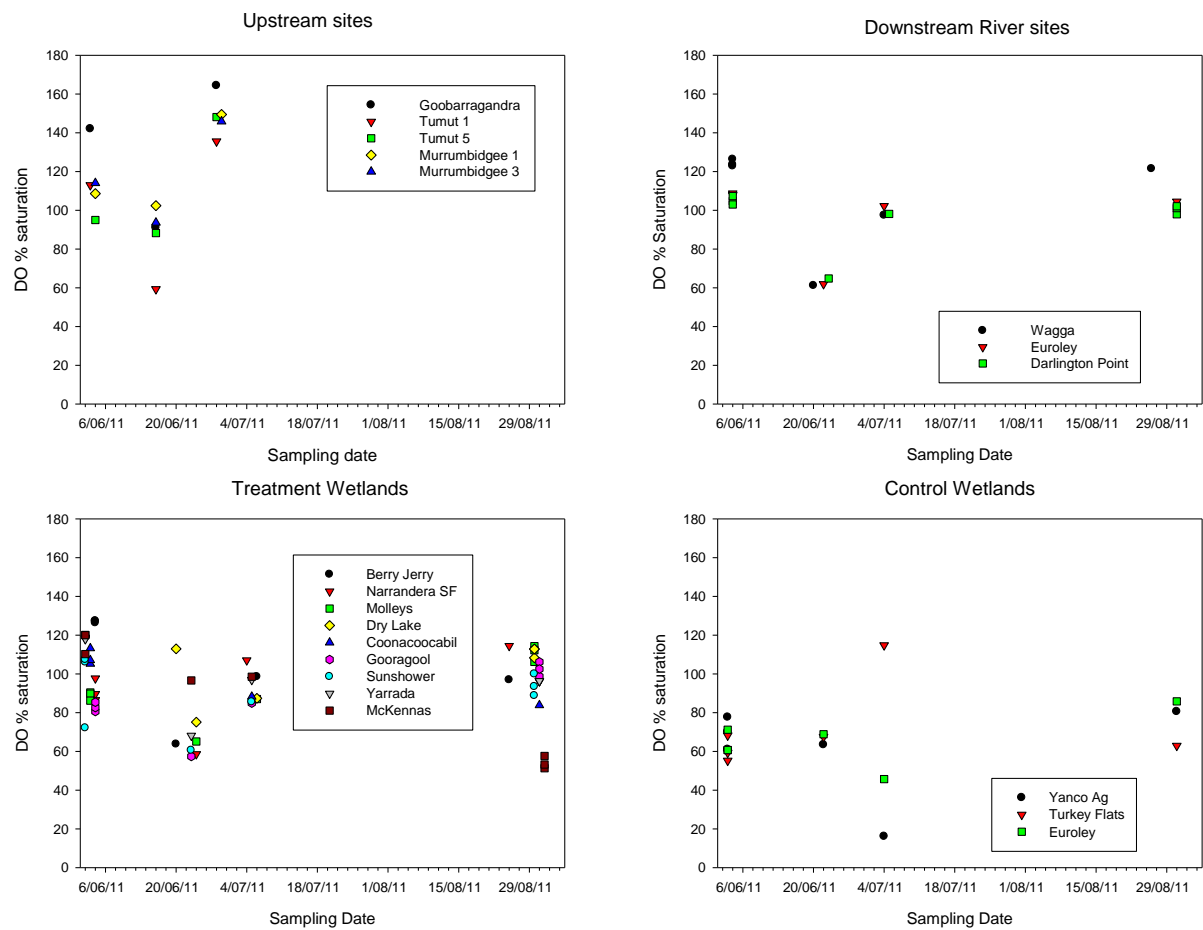 Upstream sites
DO % saturation
180
160
140
120
100
80
60
40
20
0
Goobarragandra
Tumut 1
Tumut 5
Murrumbidgee 1
Murrumbidgee 3
6/06/11 20/06/11 4/07/11 18/07/11 1/08/11 15/08/11 29/08/11
Sampling date
Downstream River sites
DO % Saturation
180
160
140
120
100
80
60
40
20
0
Wagga
Euroley
Darlington Point
6/06/11 20/06/11 4/07/11 18/07/11 1/08/11 15/08/11 29/08/11
Sampling Date
Treatment Wetlands
DO % saturation
180
160
140
120
100
80
60
40
20
0
Berry Jerry
Narrandera SF
Molleys
Dry Lake
Coonacoocabil
Gooragool
Sunshower
Yarrada
McKennas
6/06/11 20/06/11 4/07/11 18/07/11 1/08/11 15/08/11 29/08/11
Sampling Date
Control Wetlands
DO % saturation
180
160
140
120
100
80
60
40
20
0
Yanco Ag
Turkey Flats
Euroley
6/06/11 20/06/11 4/07/11 18/07/11 1/08/11 15/08/11 29/08/11
Sampling Date